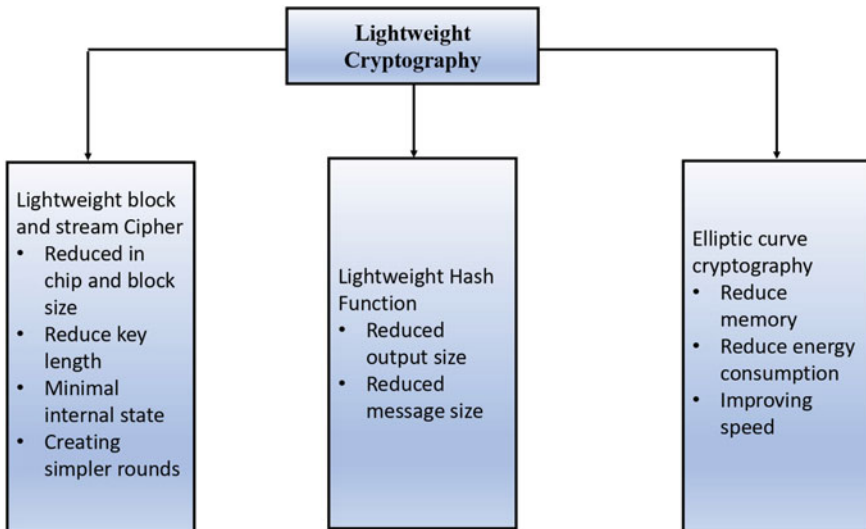 Lightweight
Cryptography
Lightweight block
and stream Cipher
• Reduced in
chip and block
size
• Reduce key
length
• Minimal
internal state
• Creating
simpler rounds
Lightweight Hash
Function
• Reduced
output size
• Reduced
message size
Elliptic curve
cryptography
• Reduce
memory
• Reduce energy
consumption
• Improving
speed